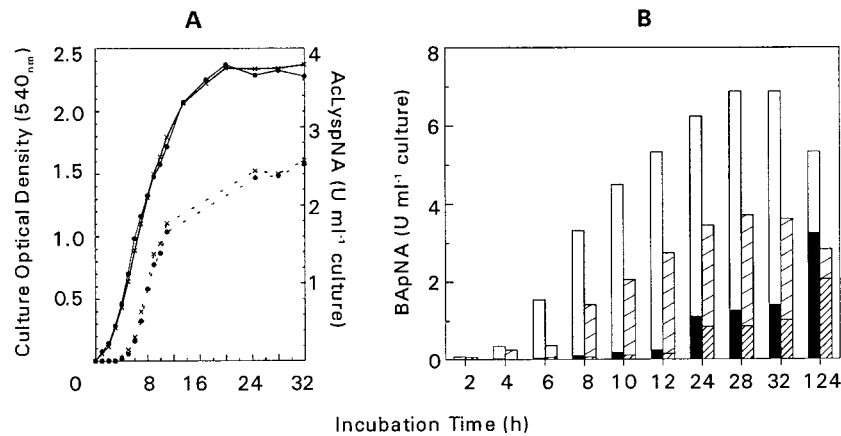 A
B
Culture Optical Density (540nm)
2.5
2.0
1.5
1.0
0.5
0
8
16
24
32
4
3
2
1
AcLyspNA (U ml-1 culture)
BApNA (U ml-1 culture)
8
6
4
2
0
2 4 6 8 10 12 24 28 32 124
Incubation Time (h)